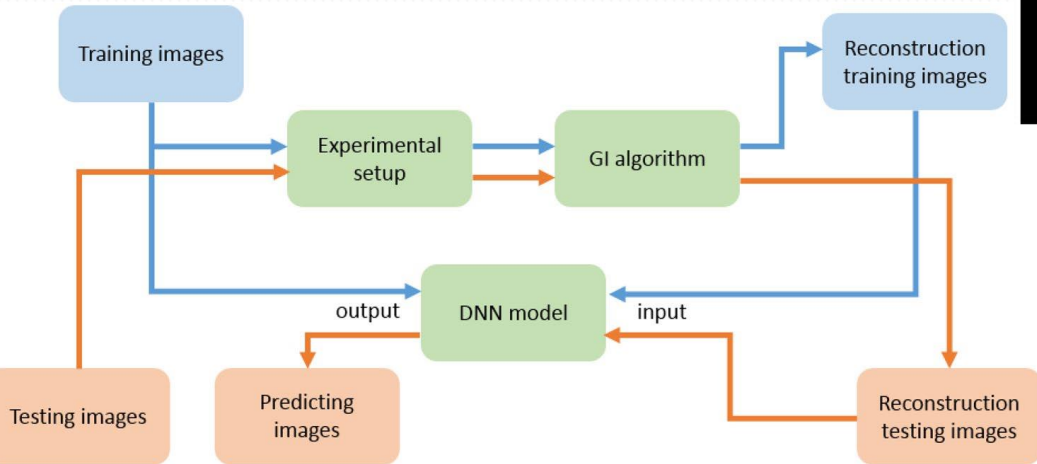 Training images
Reconstruction
training images
Experimental
setup
GI algorithm
output
DNN model
input
Testing images
Predicting
images
Reconstruction
testing images